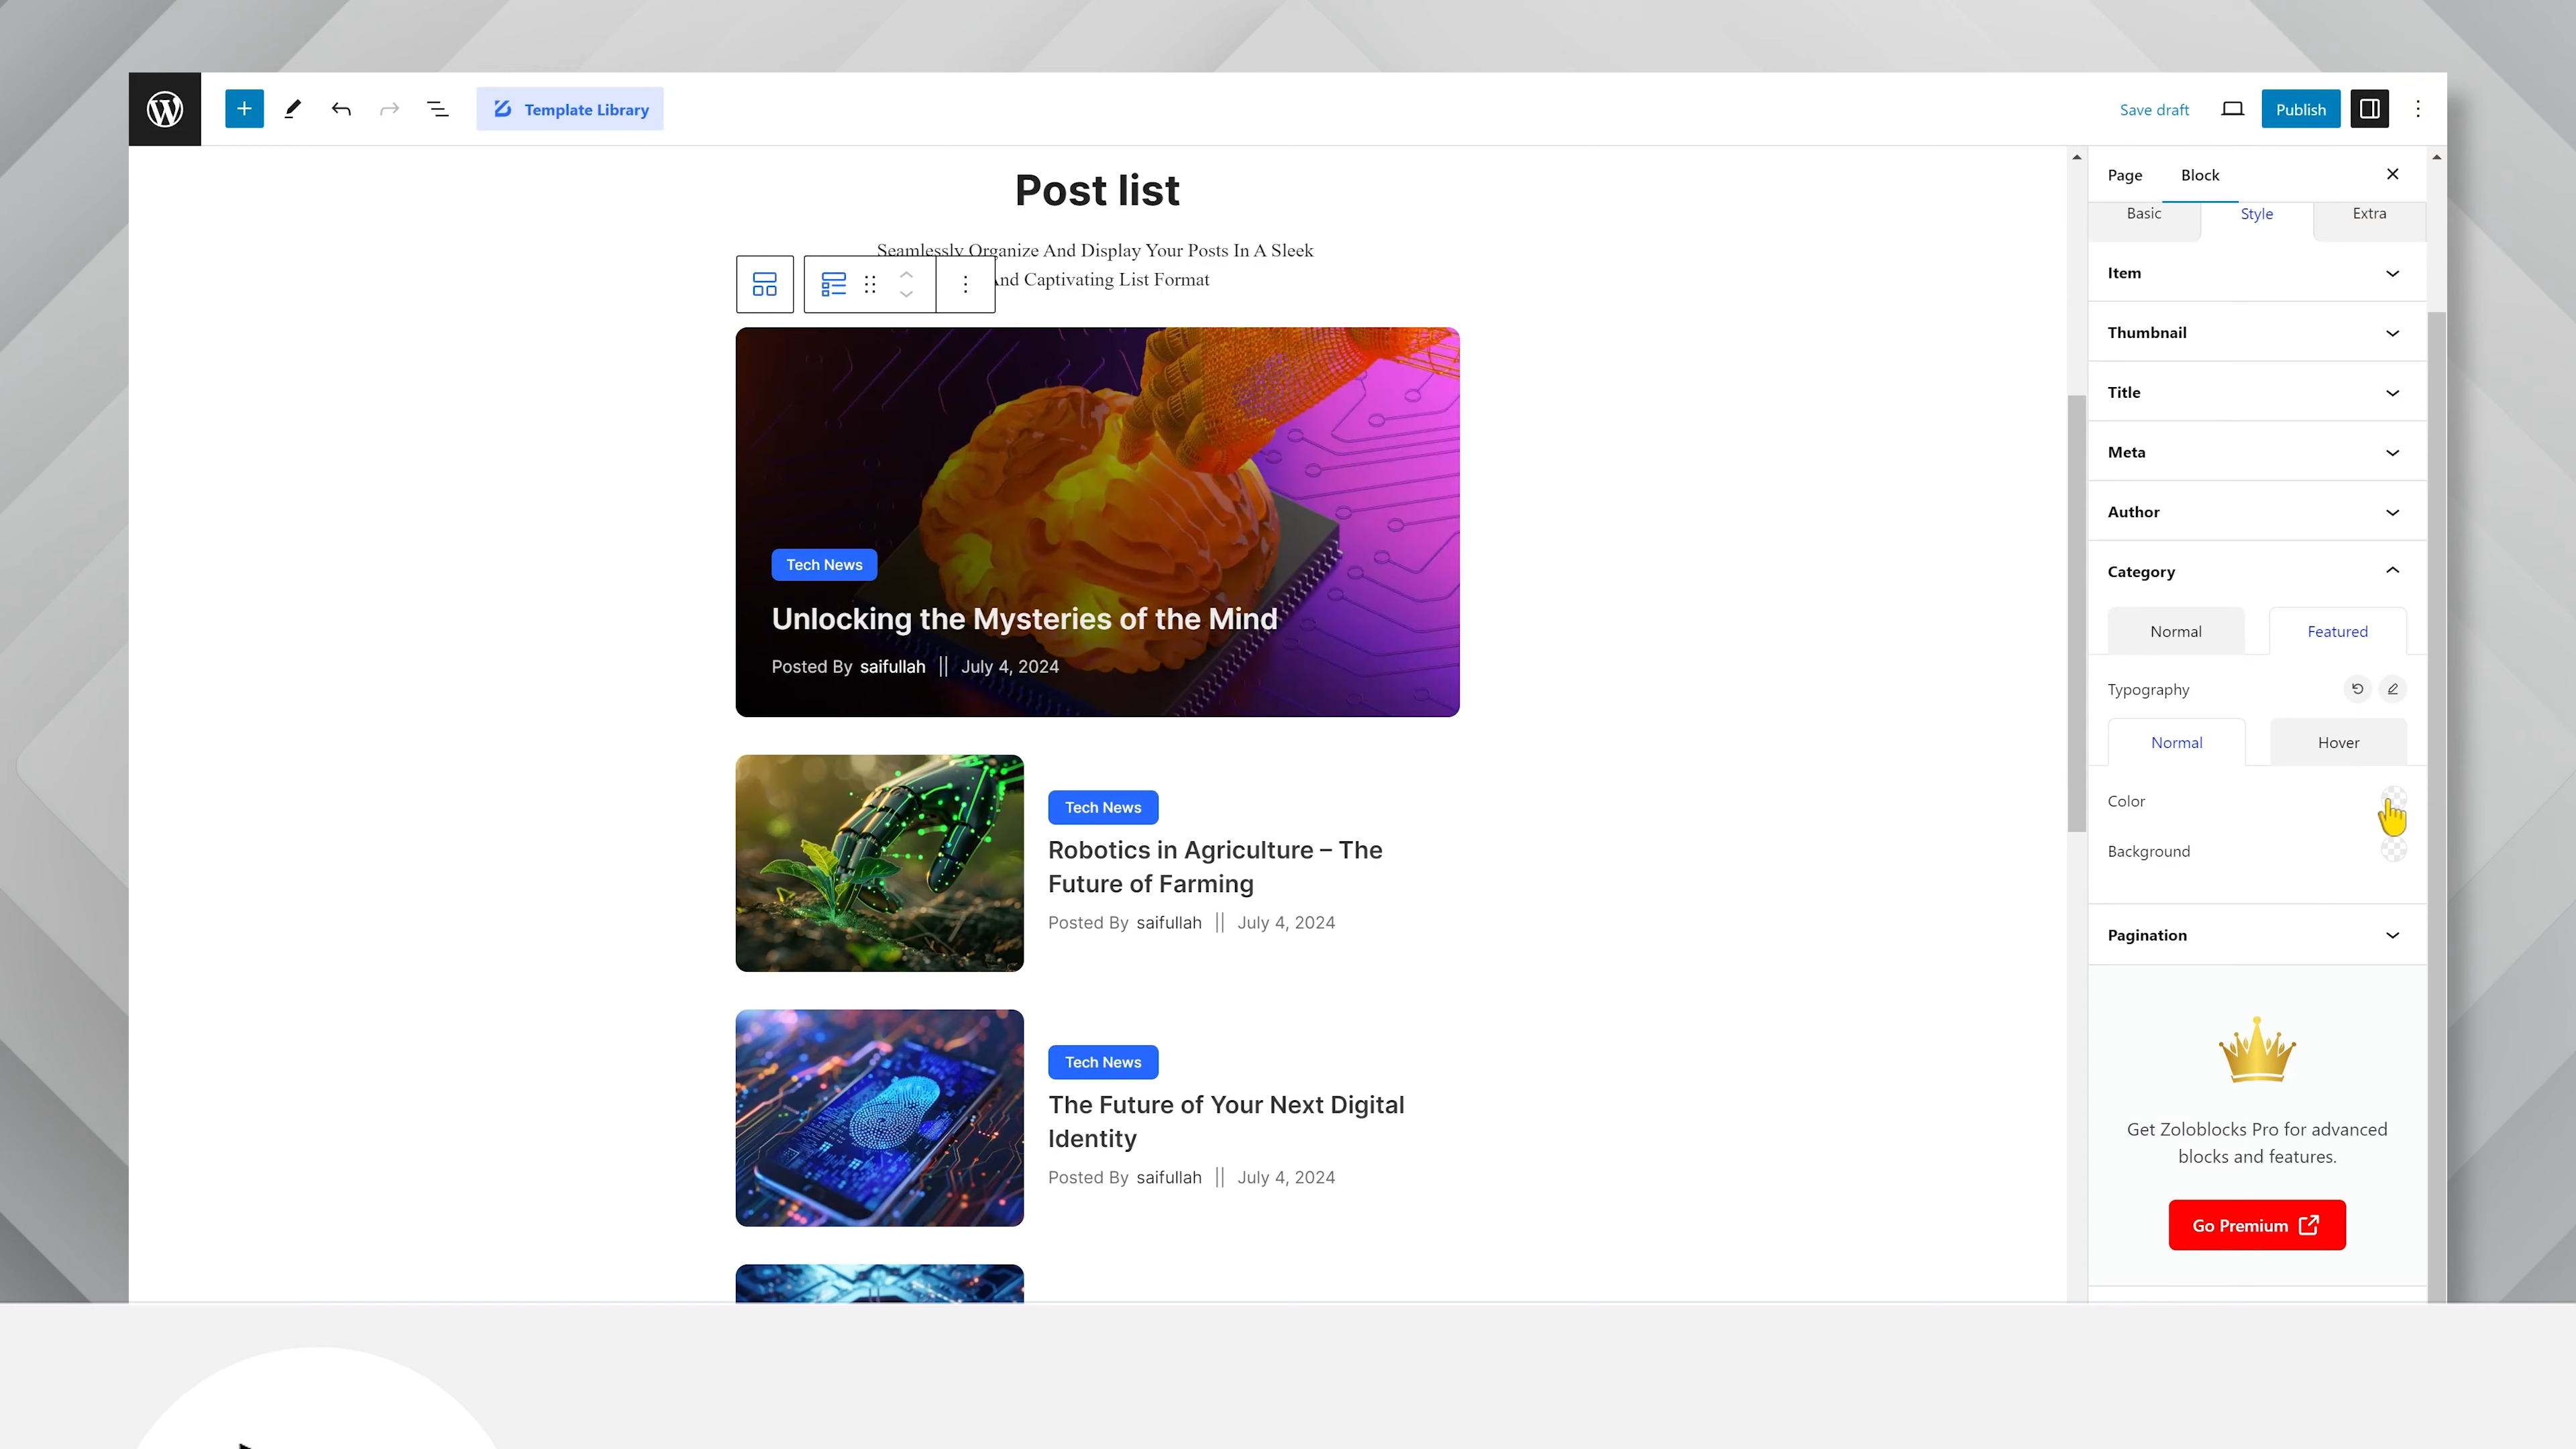 Template Library
Save draft
Publish
Page
Block
Basic
Style
Extra
Post list
Seamlessly Organize And Display Your Posts In A Sleek
And Captivating List Format
Tech News
Unlocking the Mysteries of the Mind
Posted By saifullah || July 4, 2024
Tech News
Robotics in Agriculture – The
Future of Farming
Posted By saifullah || July 4, 2024
Tech News
The Future of Your Next Digital
Identity
Posted By saifullah || July 4, 2024
Item
Thumbnail
Title
Meta
Author
Category
Normal
Featured
Typography
Normal
Hover
Color
Background
Pagination
Get Zoloblocks Pro for advanced
blocks and features.
Go Premium